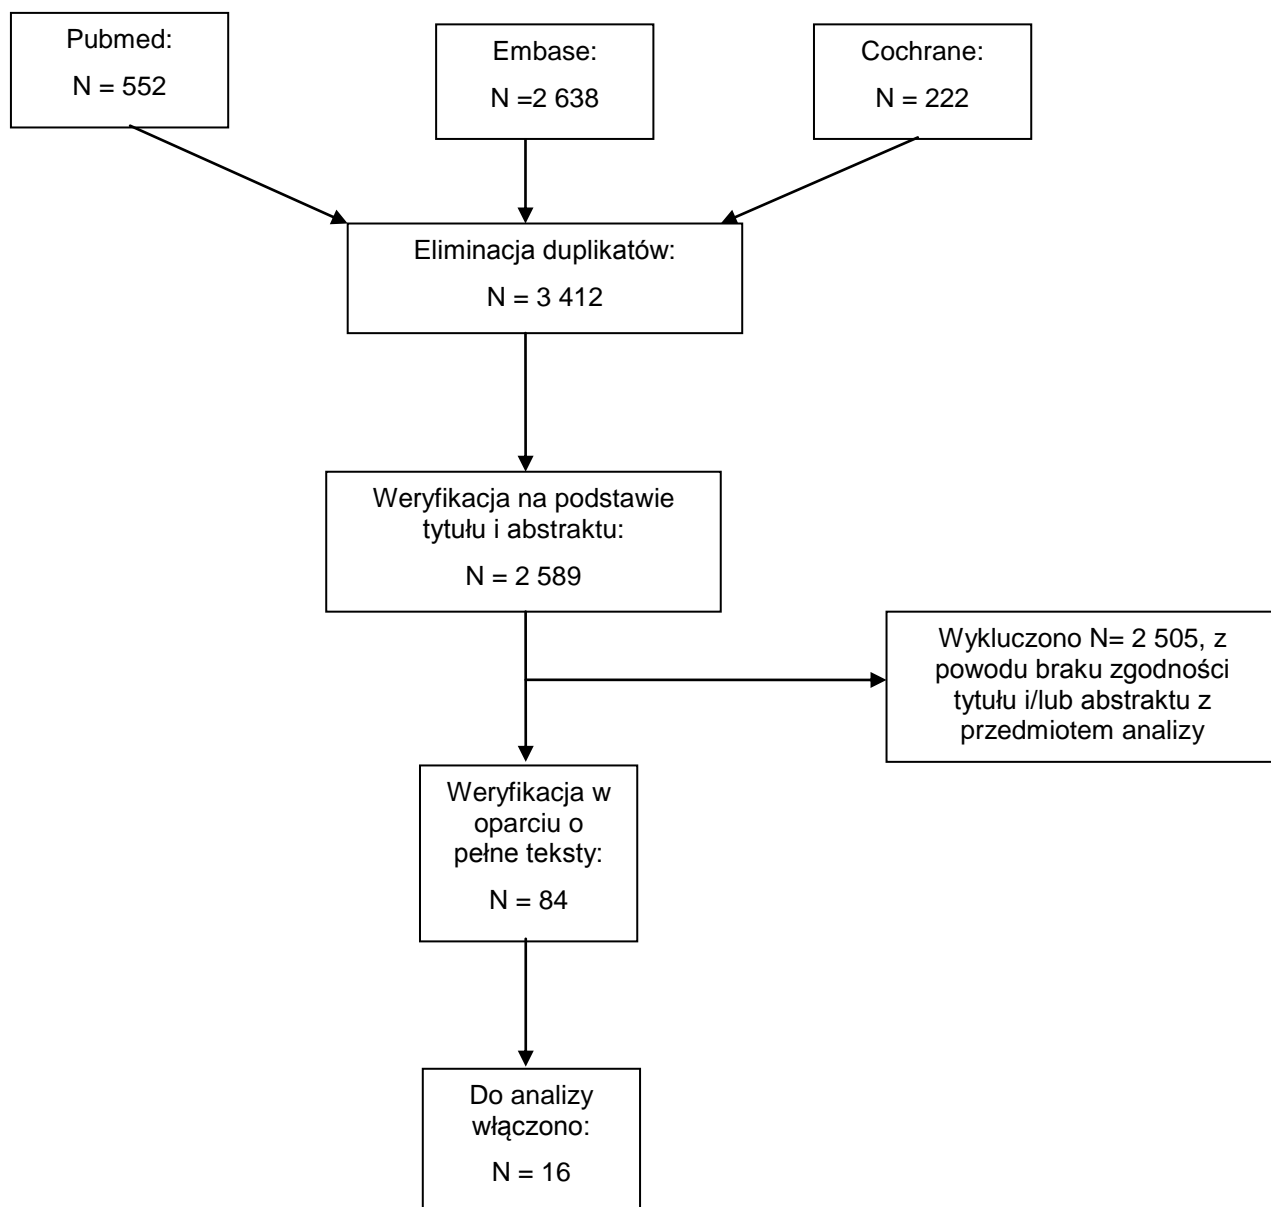 Pubmed:
N = 552
Embase:
N =2 638
Cochrane:
N = 222
Eliminacja duplikatów:
N = 3 412
Weryfikacja na podstawie
tytułu i abstraktu:
N = 2 589
Wykluczono N= 2 505, z
powodu braku zgodności
tytułu i/lub abstraktu z
przedmiotem analizy
Weryfikacja w
oparciu o
pełne teksty:
N = 84
Do analizy
włączono:
N = 16